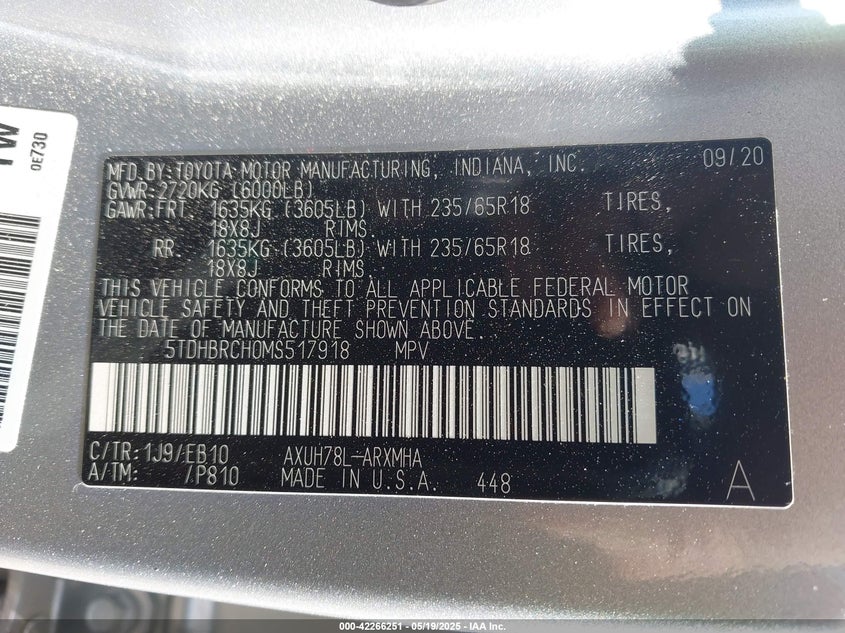 MFD.BY:TOYOTA MOTOR MANUFACTURING, INDIANA, INC. 09/20
GVWR:2720KG (6000LB)
GAWR:FRT. 1635KG (3605LB) WITH 235/65R18 TIRES,
18X8J RIMS.
RR. 1635KG (3605LB) WITH 235/65R18 TIRES,
18X8J RIMS.
THIS VEHICLE CONFORMS TO ALL APPLICABLE FEDERAL MOTOR
VEHICLE SAFETY AND THEFT PREVENTION STANDARDS IN EFFECT ON
THE DATE OF MANUFACTURE SHOWN ABOVE.
5TDHBRCH0MS517918 MPV
C/TR:1J9/EB10 AXUH78L-ARXMHA
A/TM: /P810 MADE IN U.S.A. 448 A
0E730
000-42266251 - 05/19/2025 - IAA Inc.